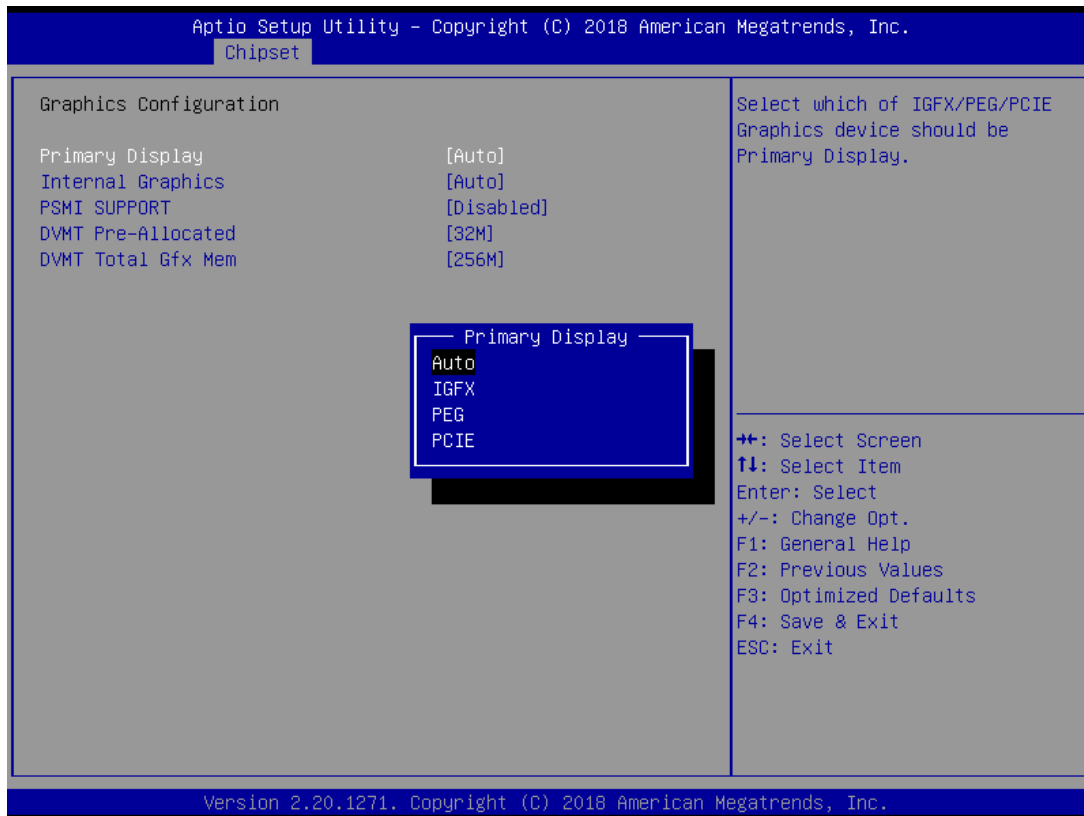 Aptio Setup Utility – Copyright (C) 2018 American Megatrends, Inc.
Chipset
Graphics Configuration
Primary Display [Auto]
Internal Graphics [Auto]
PSMI SUPPORT [Disabled]
DVMT Pre-Allocated [32M]
DVMT Total Gfx Mem [256M]
Primary Display
Auto
IGFX
PEG
PCIE
Select which of IGFX/PEG/PCIE
Graphics device should be
Primary Display.
→←: Select Screen
↑↓: Select Item
Enter: Select
+/-: Change Opt.
F1: General Help
F2: Previous Values
F3: Optimized Defaults
F4: Save & Exit
ESC: Exit
Version 2.20.1271. Copyright (C) 2018 American Megatrends, Inc.